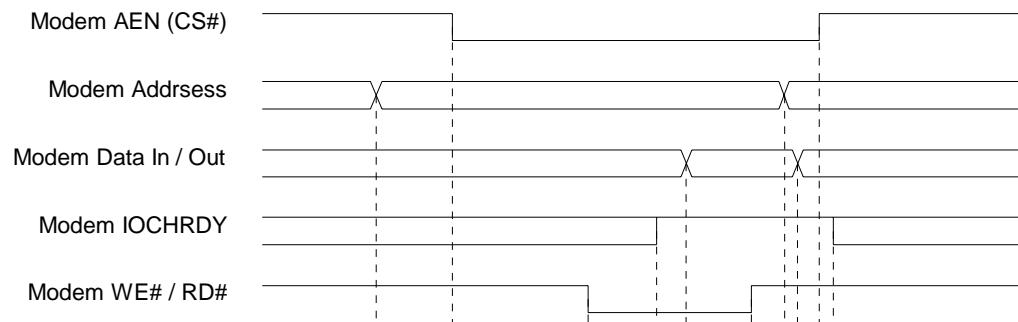 Modem AEN (CS#)
Modem Addrsess
Modem Data In / Out
Modem IOCHRDY
Modem WE# / RD#